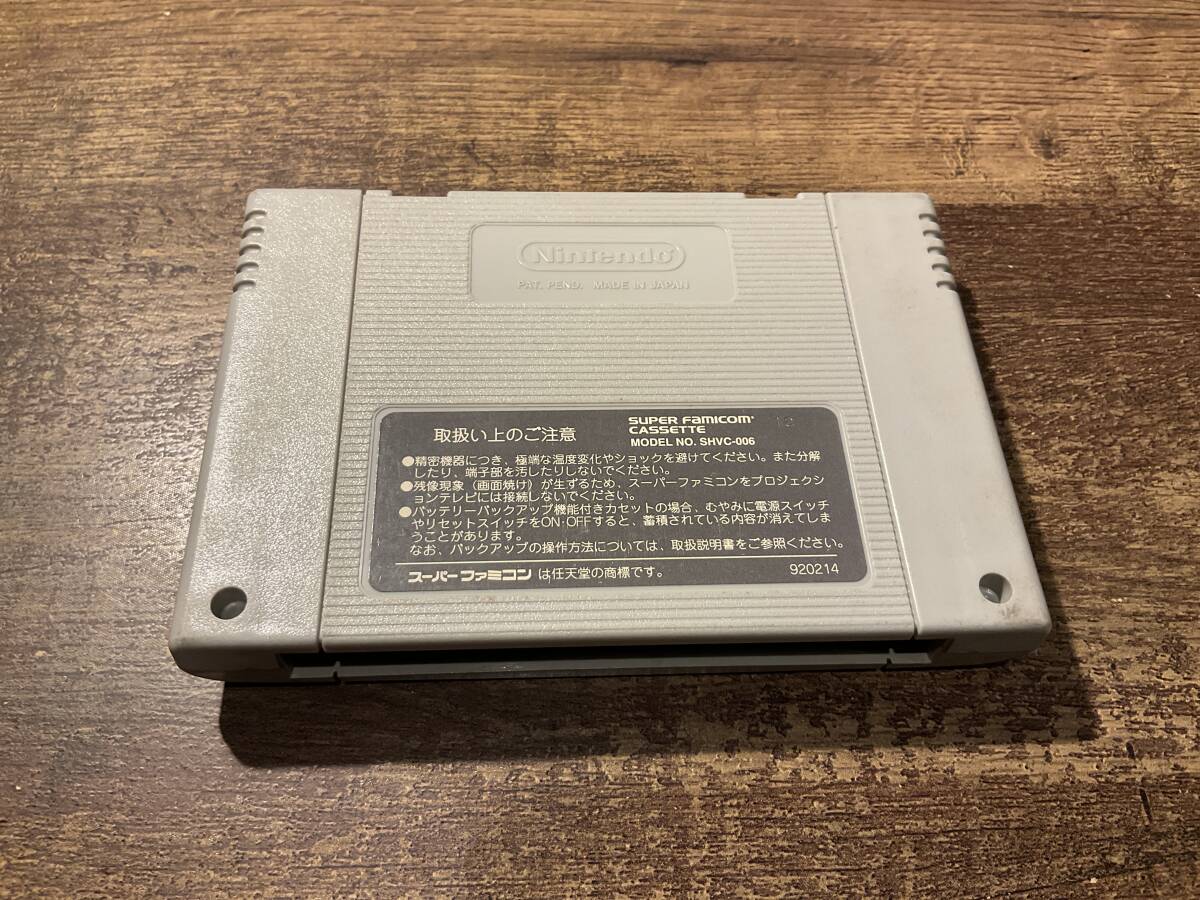 Nintendo
PAT. PEND. MADE IN JAPAN
取扱い上のご注意
SUPER FAMICOM
CASSETTE
MODEL NO. SHVC-006
●精密機器につき、極端な温度変化やショックを避けてください。また分解
したり、端子部を汚したりしないでください。
●残像現象(画面焼け)が生ずるため、スーパーファミコンをプロジェクシ
ョンテレビには接続しないでください。
●バッテリーバックアップ機能付きカセットの場合、むやみに電源スイッチ
やリセットスイッチをON・OFFすると、蓄積されている内容が消えてしま
うことがあります。
なお、バックアップの操作方法については、取扱説明書をご参照ください。
スーパーファミコンは任天堂の商標です。
920214